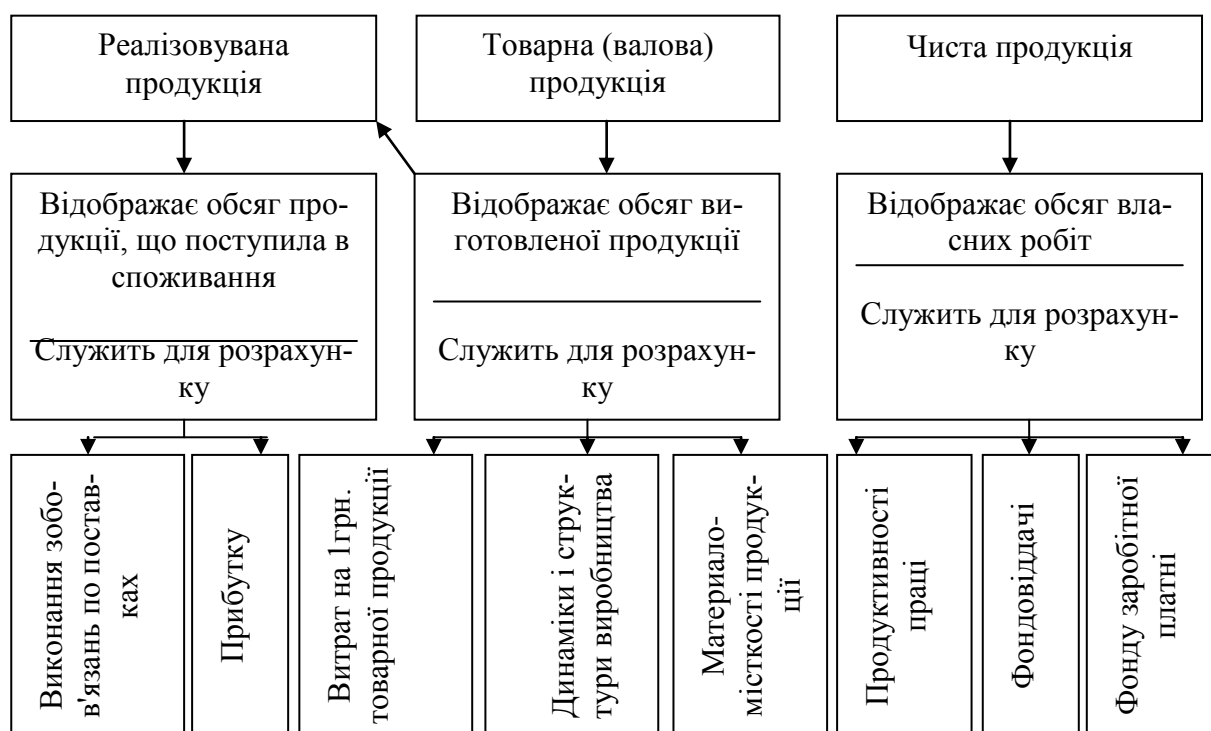 Реалізовувана
продукція
Товарна (валова)
продукція
Чиста продукція
Відображає обсяг про-
дукції, що поступила в
споживання
Служить для розрахун-
ку
Відображає обсяг ви-
готовленої продукції
Служить для розрахун-
ку
Відображає обсяг вла-
сних робіт
Служить для розрахун-
ку
Виконання зобо-
в'язань по постав-
ках
Прибутку
Витрат на 1грн.
товарної продукції
Динаміки і струк-
тури виробництва
Материало-
місткості продук-
ції
Продуктивності
праці
Фондовіддачі
Фонду заробітної
платні